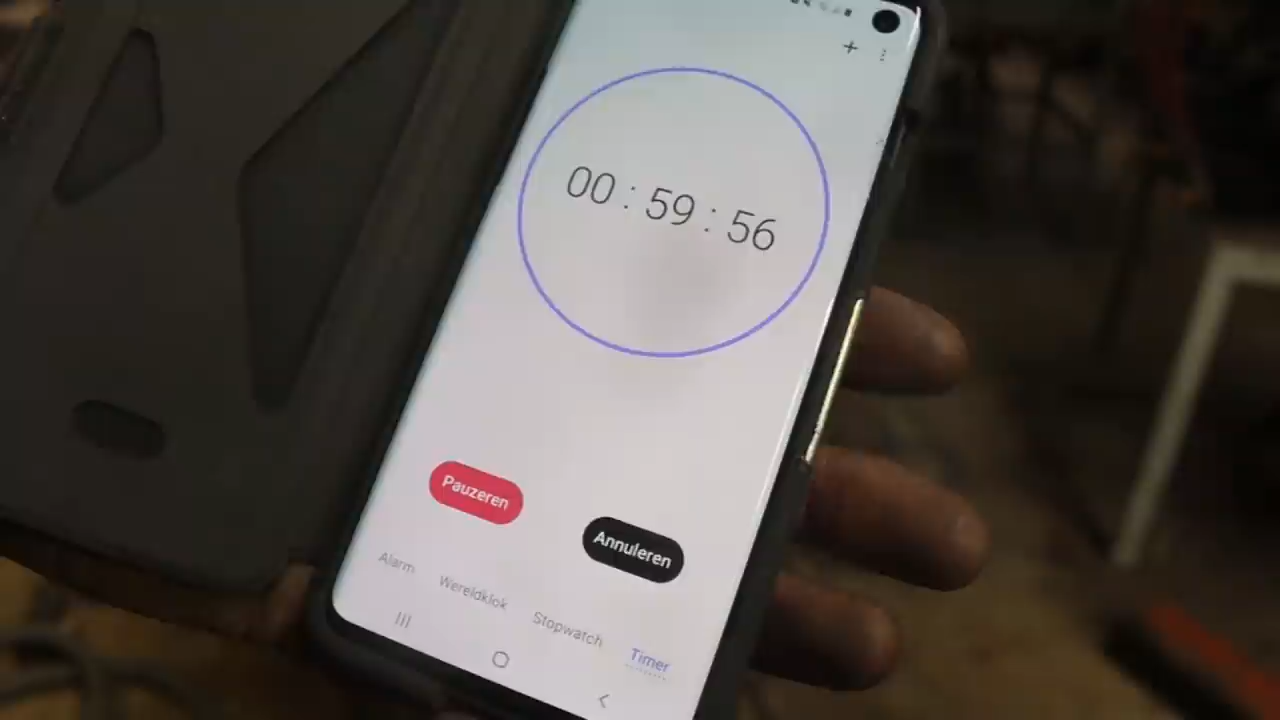 00 : 59 : 56
Pauzeren
Annuleren
Alarm
Wereldklok
Stopwatch
Timer